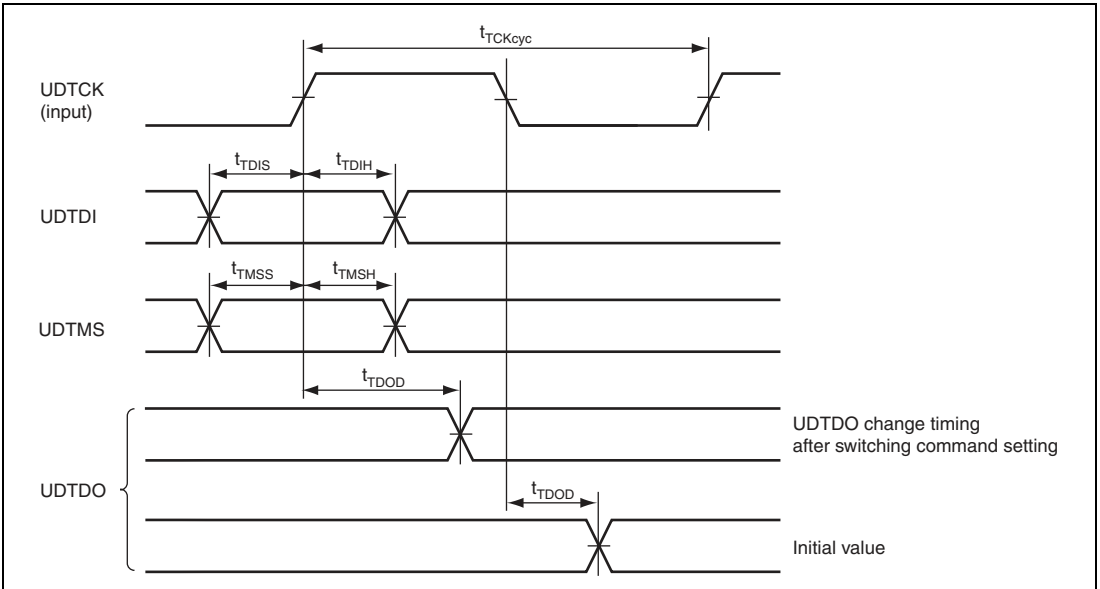 tTCKcyc
UDTCK
(input)
tTDIS
tTDIH
UDTDI
tTMSS
tTMSH
UDTMS
tTDOD
UDTDO change timing
after switching command setting
UDTDO
tTDOD
Initial value